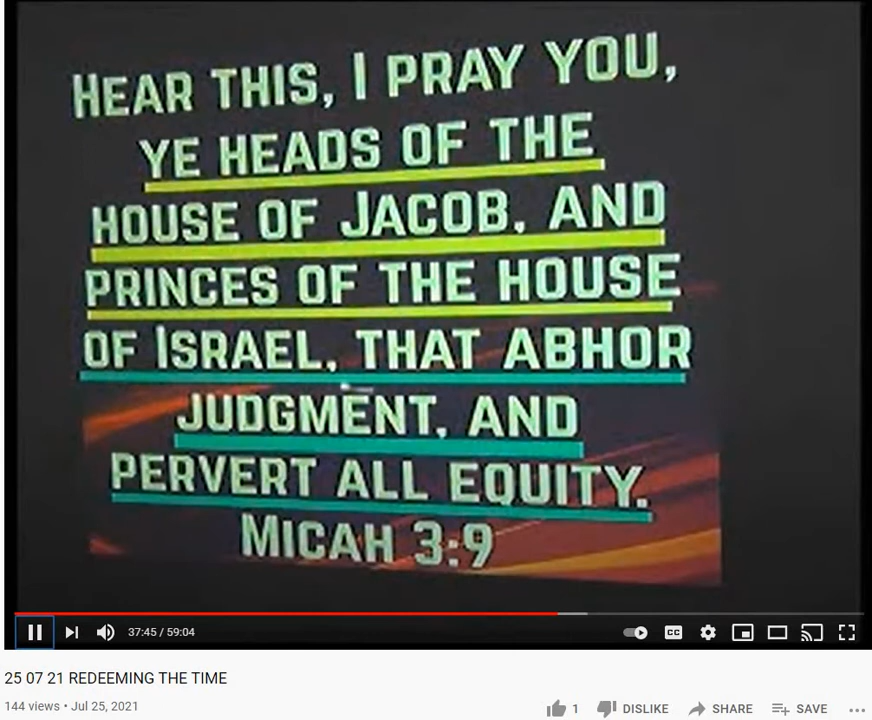 HEAR THIS, I PRAY YOU,
YE HEADS OF THE
HOUSE OF JACOB, AND
PRINCES OF THE HOUSE
OF ISRAEL, THAT ABHOR
JUDGMENT, AND
PERVERT ALL EQUITY.
MICAH 3:9
37:45 / 59:04
CC
25 07 21 REDEEMING THE TIME
144 views • Jul 25, 2021
1 DISLIKE SHARE SAVE